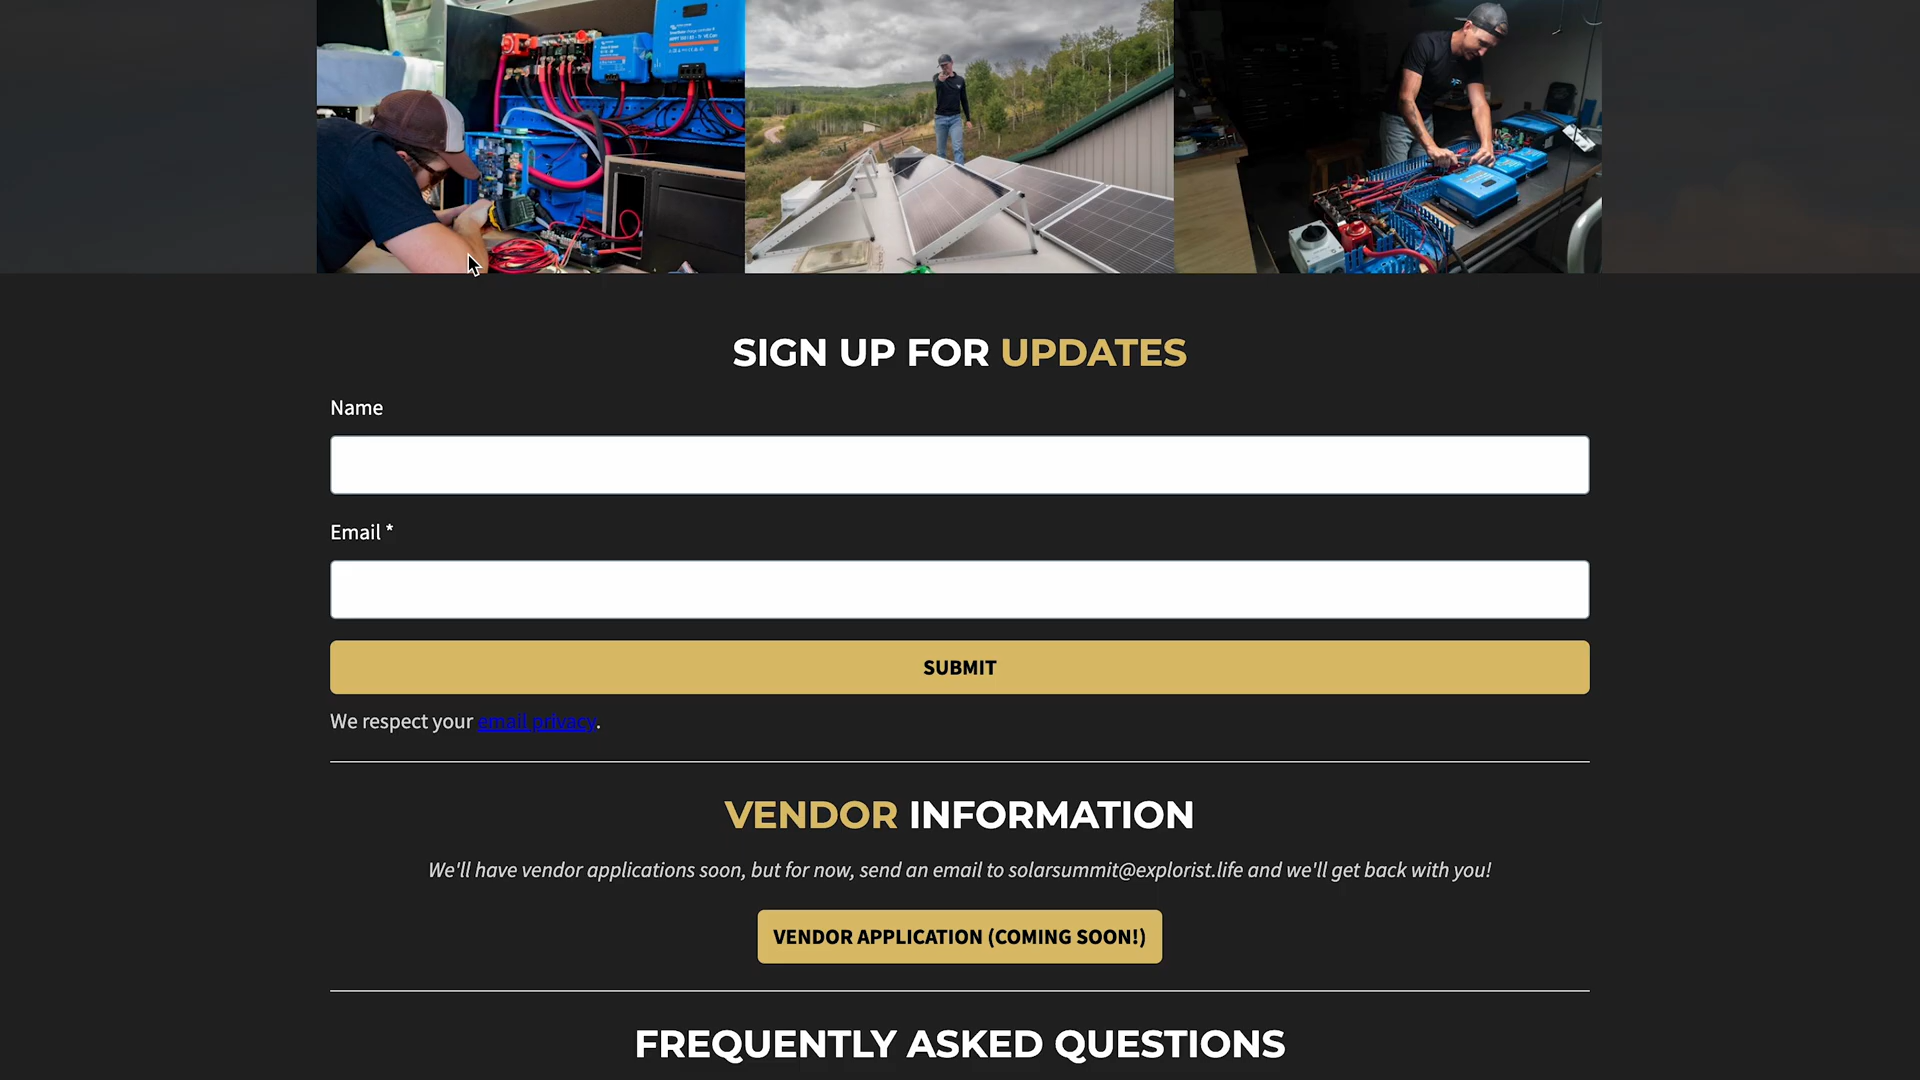 SIGN UP FOR UPDATES
Name
Email *
SUBMIT
We respect your email privacy.
VENDOR INFORMATION
We'll have vendor applications soon, but for now, send an email to solarsummit@explorist.life and we'll get back with you!
VENDOR APPLICATION (COMING SOON!)
FREQUENTLY ASKED QUESTIONS